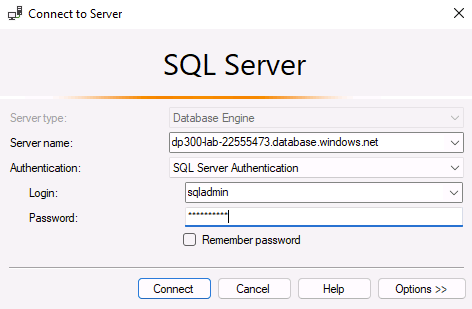 Connect to Server
SQL Server
Server type: Database Engine
Server name: dp300-lab-22555473.database.windows.net
Authentication: SQL Server Authentication
Login: sqladmin
Password: **********
Remember password
Connect Cancel Help Options >>